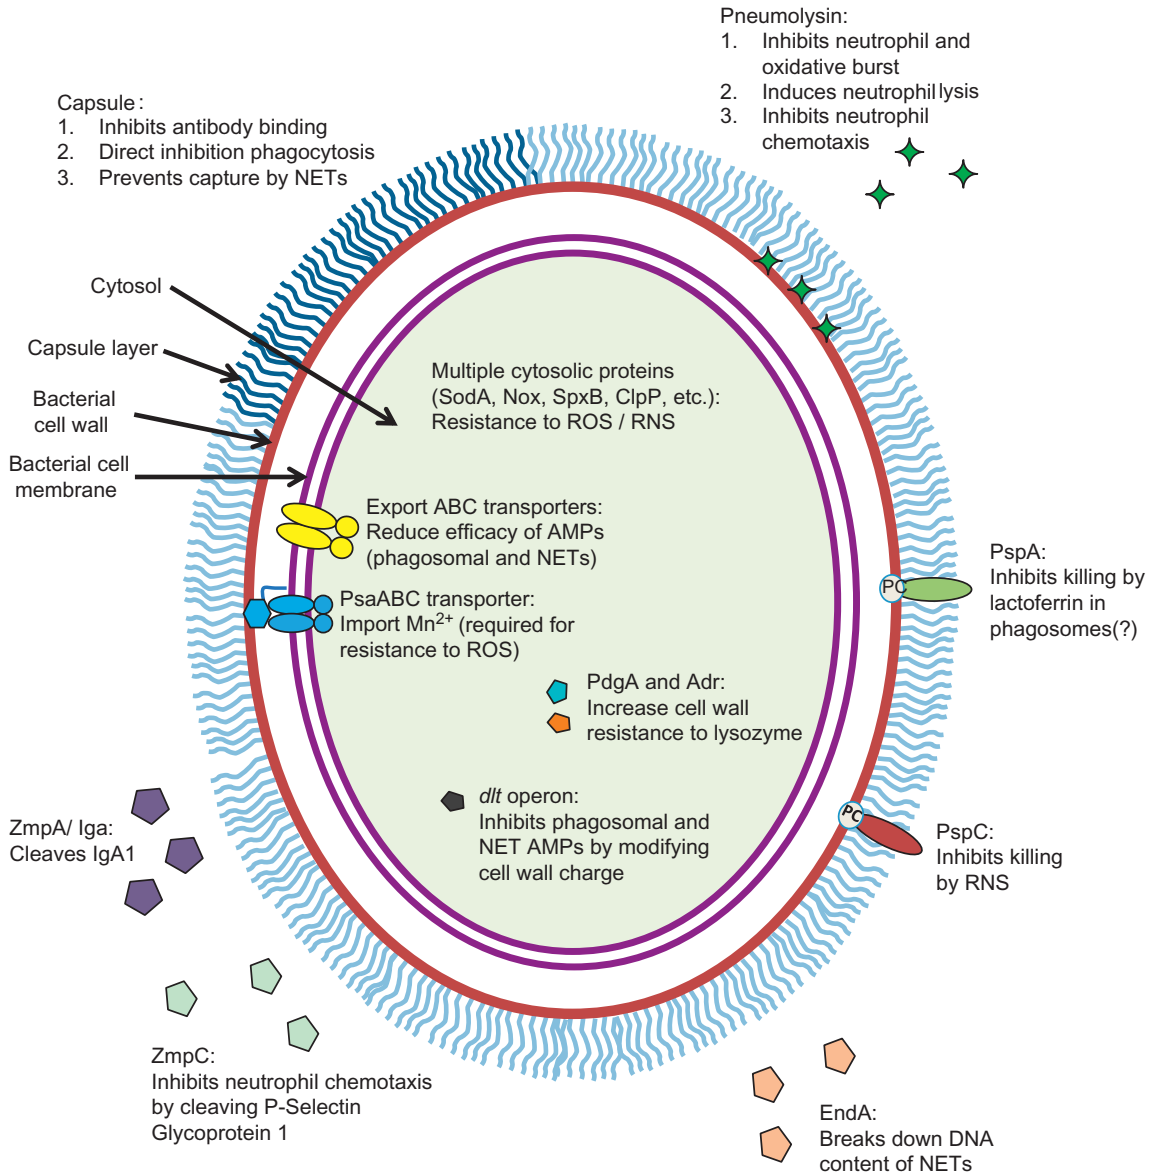 Pneumolysin:
1. Inhibits neutrophil and
oxidative burst
2. Induces neutrophil lysis
3. Inhibits neutrophil
chemotaxis
Capsule:
1. Inhibits antibody binding
2. Direct inhibition phagocytosis
3. Prevents capture by NETs
Cytosol
Capsule layer
Bacterial
cell wall
Bacterial cell
membrane
Multiple cytosolic proteins
(SodA, Nox, SpxB, ClpP, etc.):
Resistance to ROS / RNS
Export ABC transporters:
Reduce efficacy of AMPs
(phagosomal and NETs)
PsaABC transporter:
Import Mn2+ (required for
resistance to ROS)
PdgA and Adr:
Increase cell wall
resistance to lysozyme
dlt operon:
Inhibits phagosomal and
NET AMPs by modifying
cell wall charge
PC
PspA:
Inhibits killing by
lactoferrin in
phagosomes(?)
PC
PspC:
Inhibits killing
by RNS
ZmpA/ Iga:
Cleaves IgA1
ZmpC:
Inhibits neutrophil chemotaxis
by cleaving P-Selectin
Glycoprotein 1
EndA:
Breaks down DNA
content of NETs